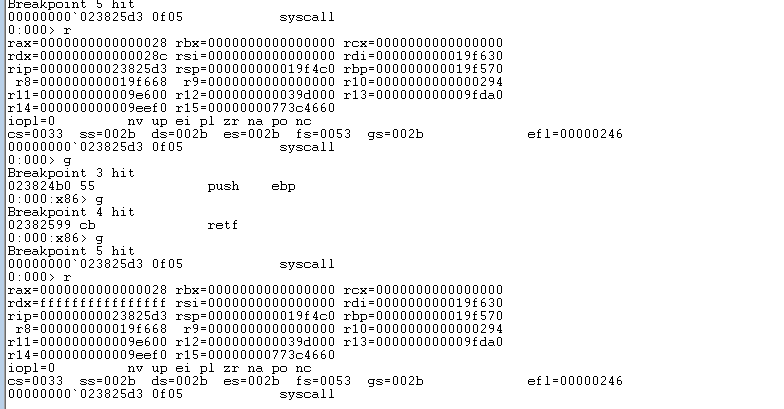 Breakpoint 5 hit
00000000`023825d3 0f05 syscall
0:000> r
rax=0000000000000028 rbx=0000000000000000 rcx=0000000000000000
rdx=000000000000028c rsi=0000000000000000 rdi=000000000019f630
rip=00000000023825d3 rsp=000000000019f4c0 rbp=000000000019f570
r8=000000000019f668 r9=0000000000000000 r10=0000000000000294
r11=000000000009e600 r12=000000000039d000 r13=000000000009fda0
r14=000000000009eef0 r15=00000000773c4660
iopl=0 nv up ei pl zr na po nc
cs=0033 ss=002b ds=002b es=002b fs=0053 gs=002b efl=00000246
00000000`023825d3 0f05 syscall
0:000> g
Breakpoint 3 hit
023824b0 55 push ebp
0:000:x86> g
Breakpoint 4 hit
02382599 cb retf
0:000:x86> g
Breakpoint 5 hit
00000000`023825d3 0f05 syscall
0:000> r
rax=0000000000000028 rbx=0000000000000000 rcx=0000000000000000
rdx=ffffffffffffffff rsi=0000000000000000 rdi=000000000019f630
rip=00000000023825d3 rsp=000000000019f4c0 rbp=000000000019f570
r8=000000000019f668 r9=0000000000000000 r10=0000000000000294
r11=000000000009e600 r12=000000000039d000 r13=000000000009fda0
r14=000000000009eef0 r15=00000000773c4660
iopl=0 nv up ei pl zr na po nc
cs=0033 ss=002b ds=002b es=002b fs=0053 gs=002b efl=00000246
00000000`023825d3 0f05 syscall